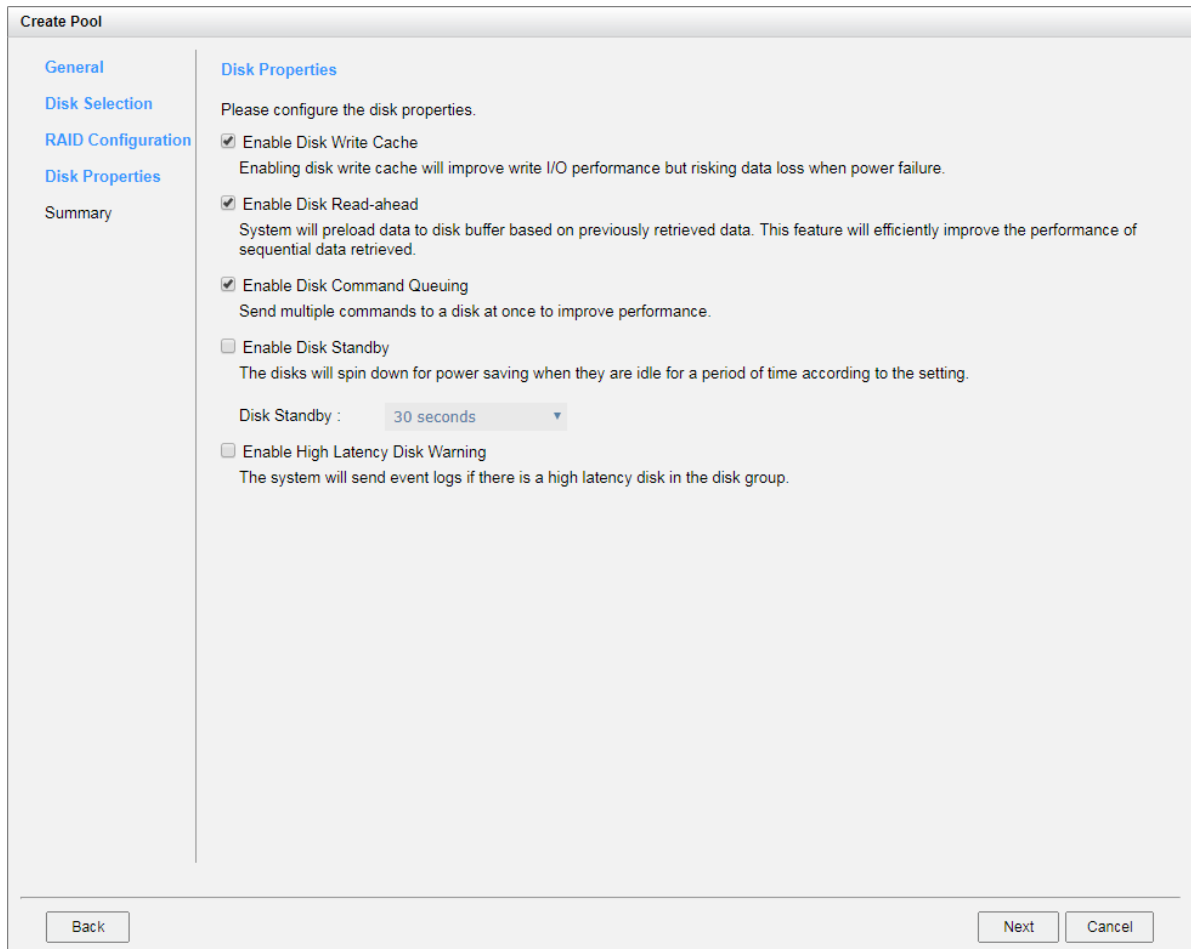 Create Pool
General
Disk Selection
RAID Configuration
Disk Properties
Summary
Disk Properties
Please configure the disk properties.
Enable Disk Write Cache
Enabling disk write cache will improve write I/O performance but risking data loss when power failure.
Enable Disk Read-ahead
System will preload data to disk buffer based on previously retrieved data. This feature will efficiently improve the performance of
sequential data retrieved.
Enable Disk Command Queuing
Send multiple commands to a disk at once to improve performance.
Enable Disk Standby
The disks will spin down for power saving when they are idle for a period of time according to the setting.
Disk Standby : 30 seconds
Enable High Latency Disk Warning
The system will send event logs if there is a high latency disk in the disk group.
Back Next Cancel